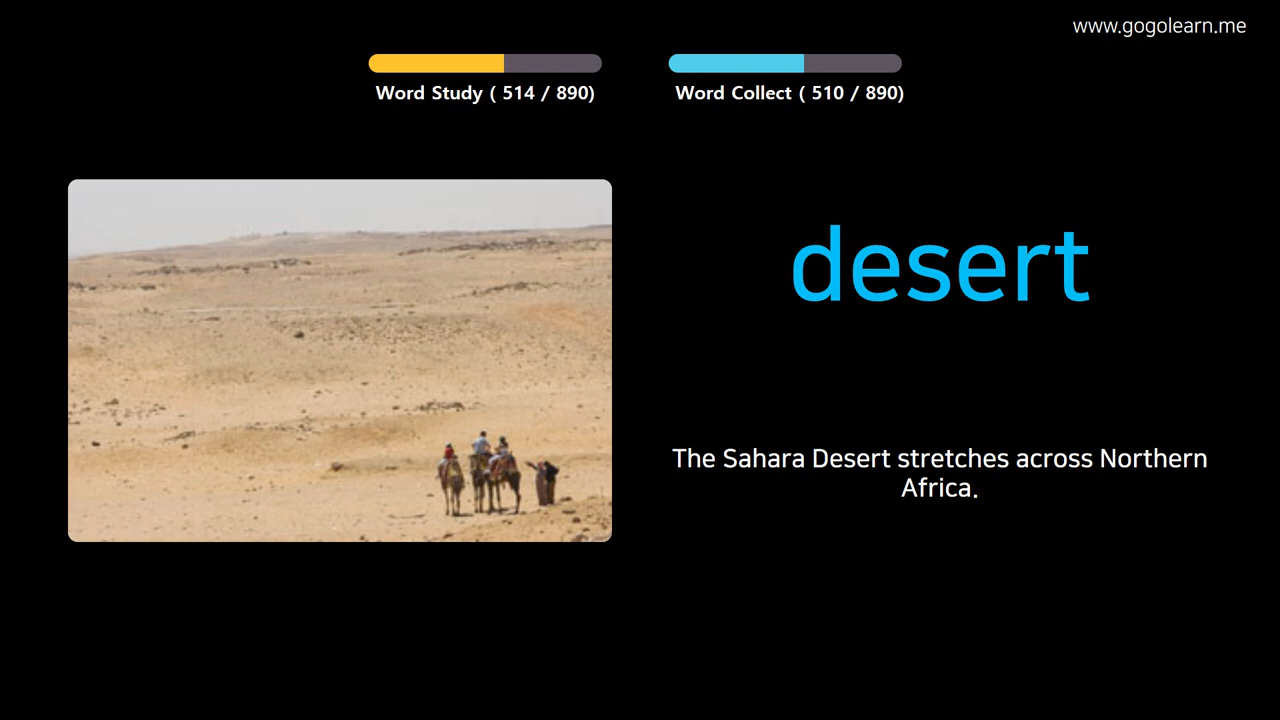 www.gogolearn.me
Word Study ( 514 / 890)
Word Collect ( 510 / 890)
desert
The Sahara Desert stretches across Northern
Africa.